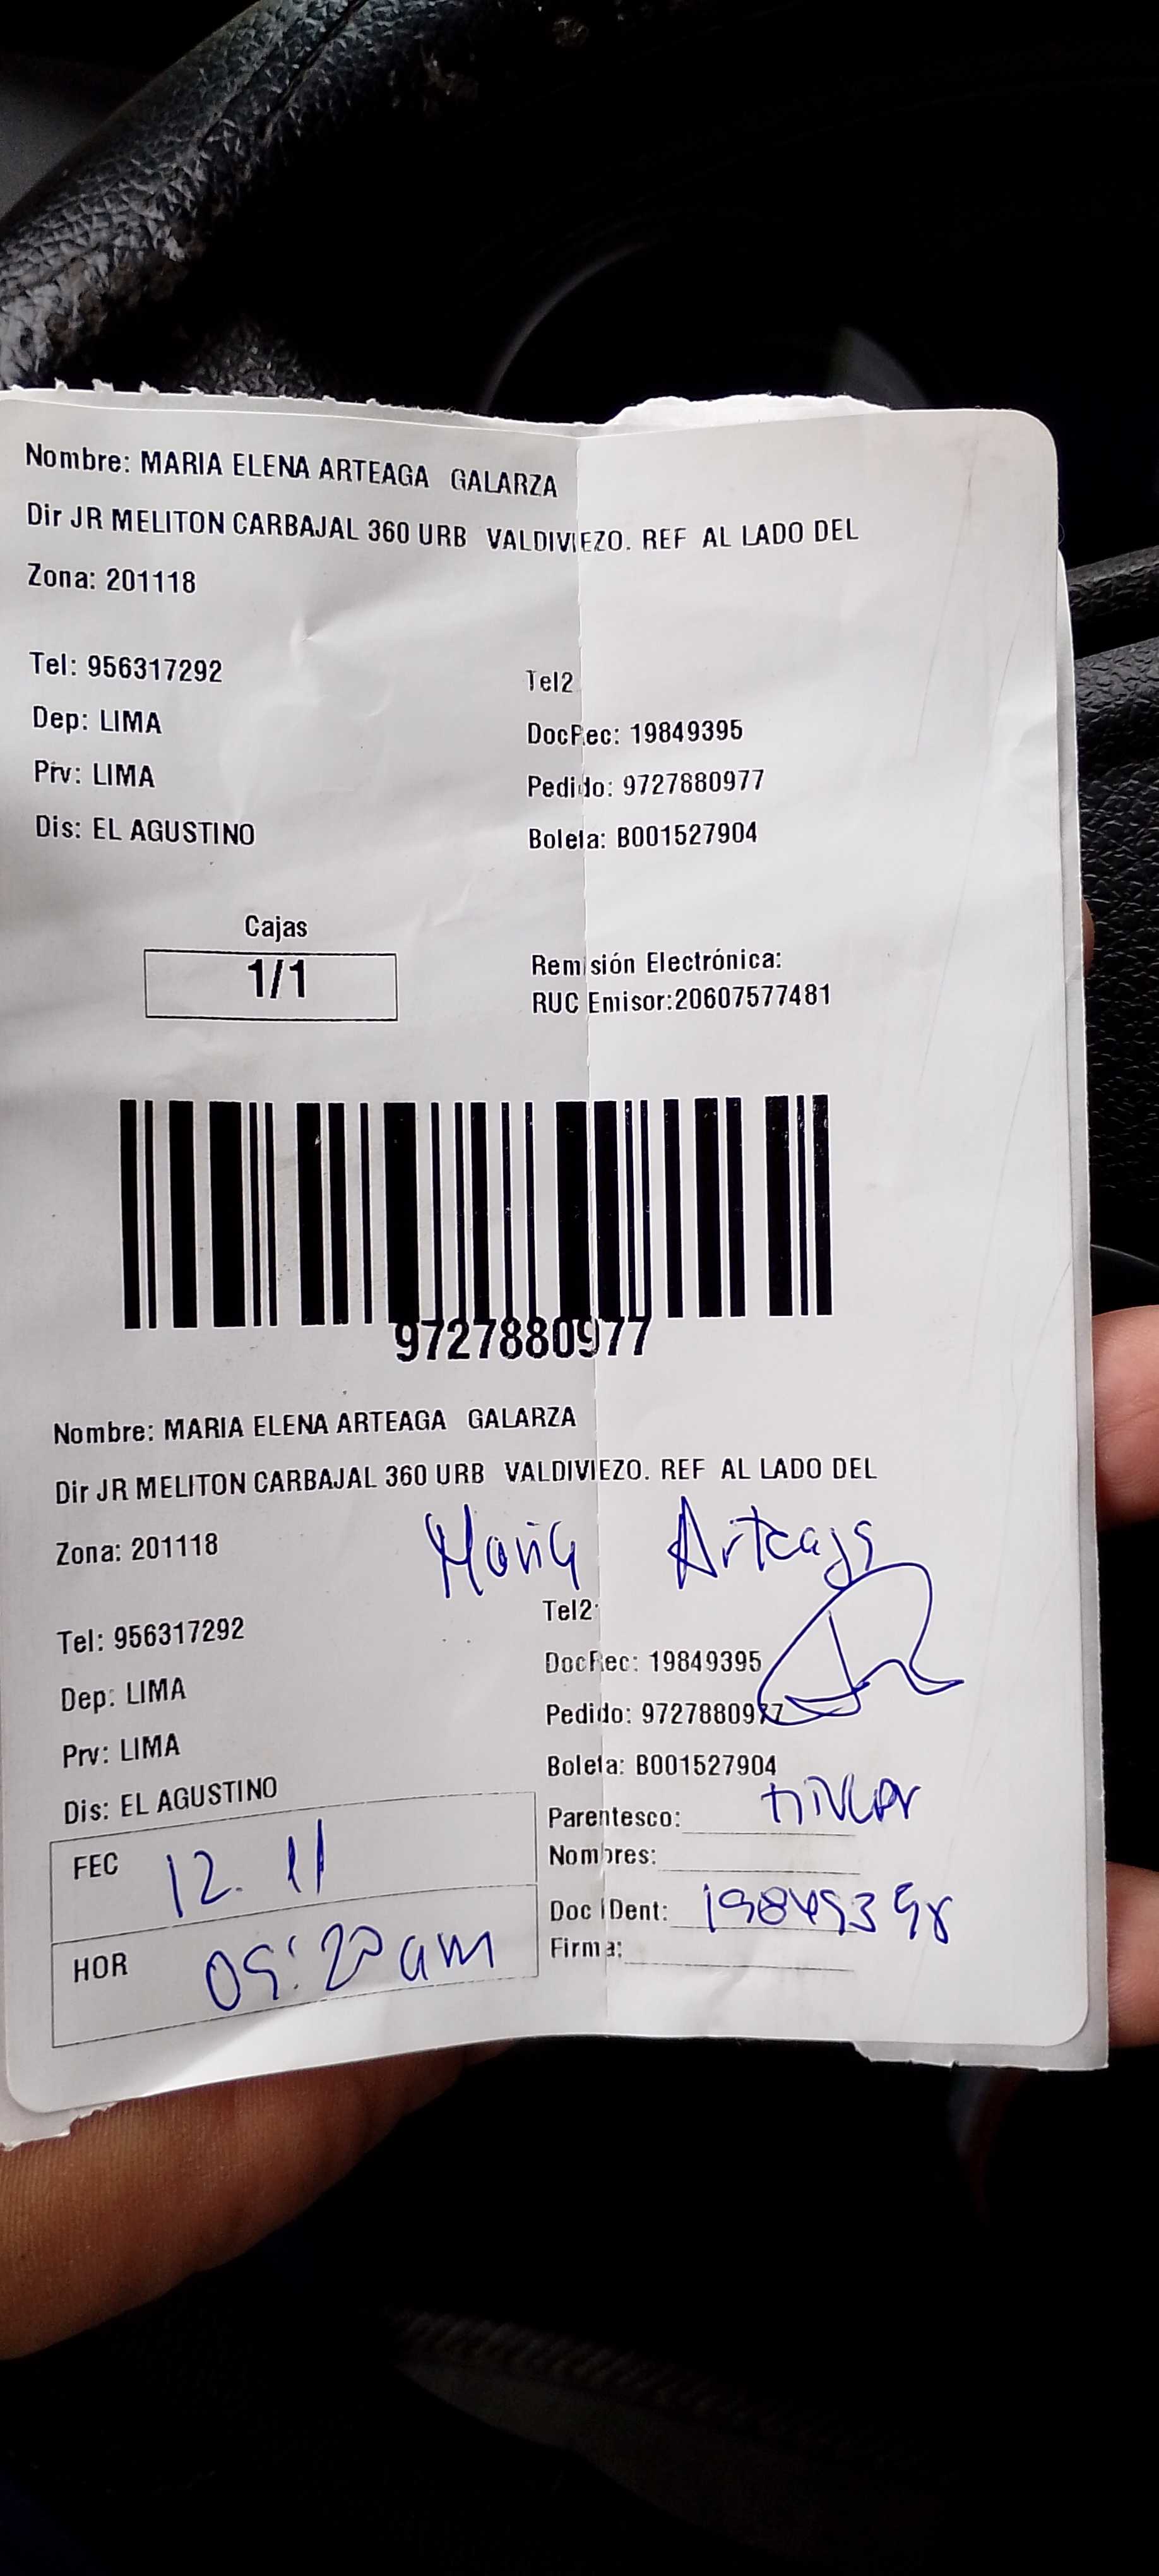 Nombre: MARIA ELENA ARTEAGA GALARZA
Dir JR MELITON CARBAJAL 360 URB VALDIVIEZO. REF AL LADO DEL
Zona: 201118
Tel: 956317292 Tel2
Dep: LIMA DocRec: 19849395
Prv: LIMA Pedido: 9727880977
Dis: EL AGUSTINO Boleta: B001527904
Cajas
1/1
Remisión Electrónica:
RUC Emisor:20607577481
9727880977
Nombre: MARIA ELENA ARTEAGA GALARZA
Dir JR MELITON CARBAJAL 360 URB VALDIVIEZO. REF AL LADO DEL
Zona: 201118
María Arteaga
Tel: 956317292 Tel2:
Dep: LIMA DocRec: 19849395
Prv: LIMA Pedido: 9727880977
Dis: EL AGUSTINO Boleta: B001527904
Parentesco: titular
Nombres:
FEC 12. 11
Doc IDent: 19849395
HOR 09:20 am
Firma: